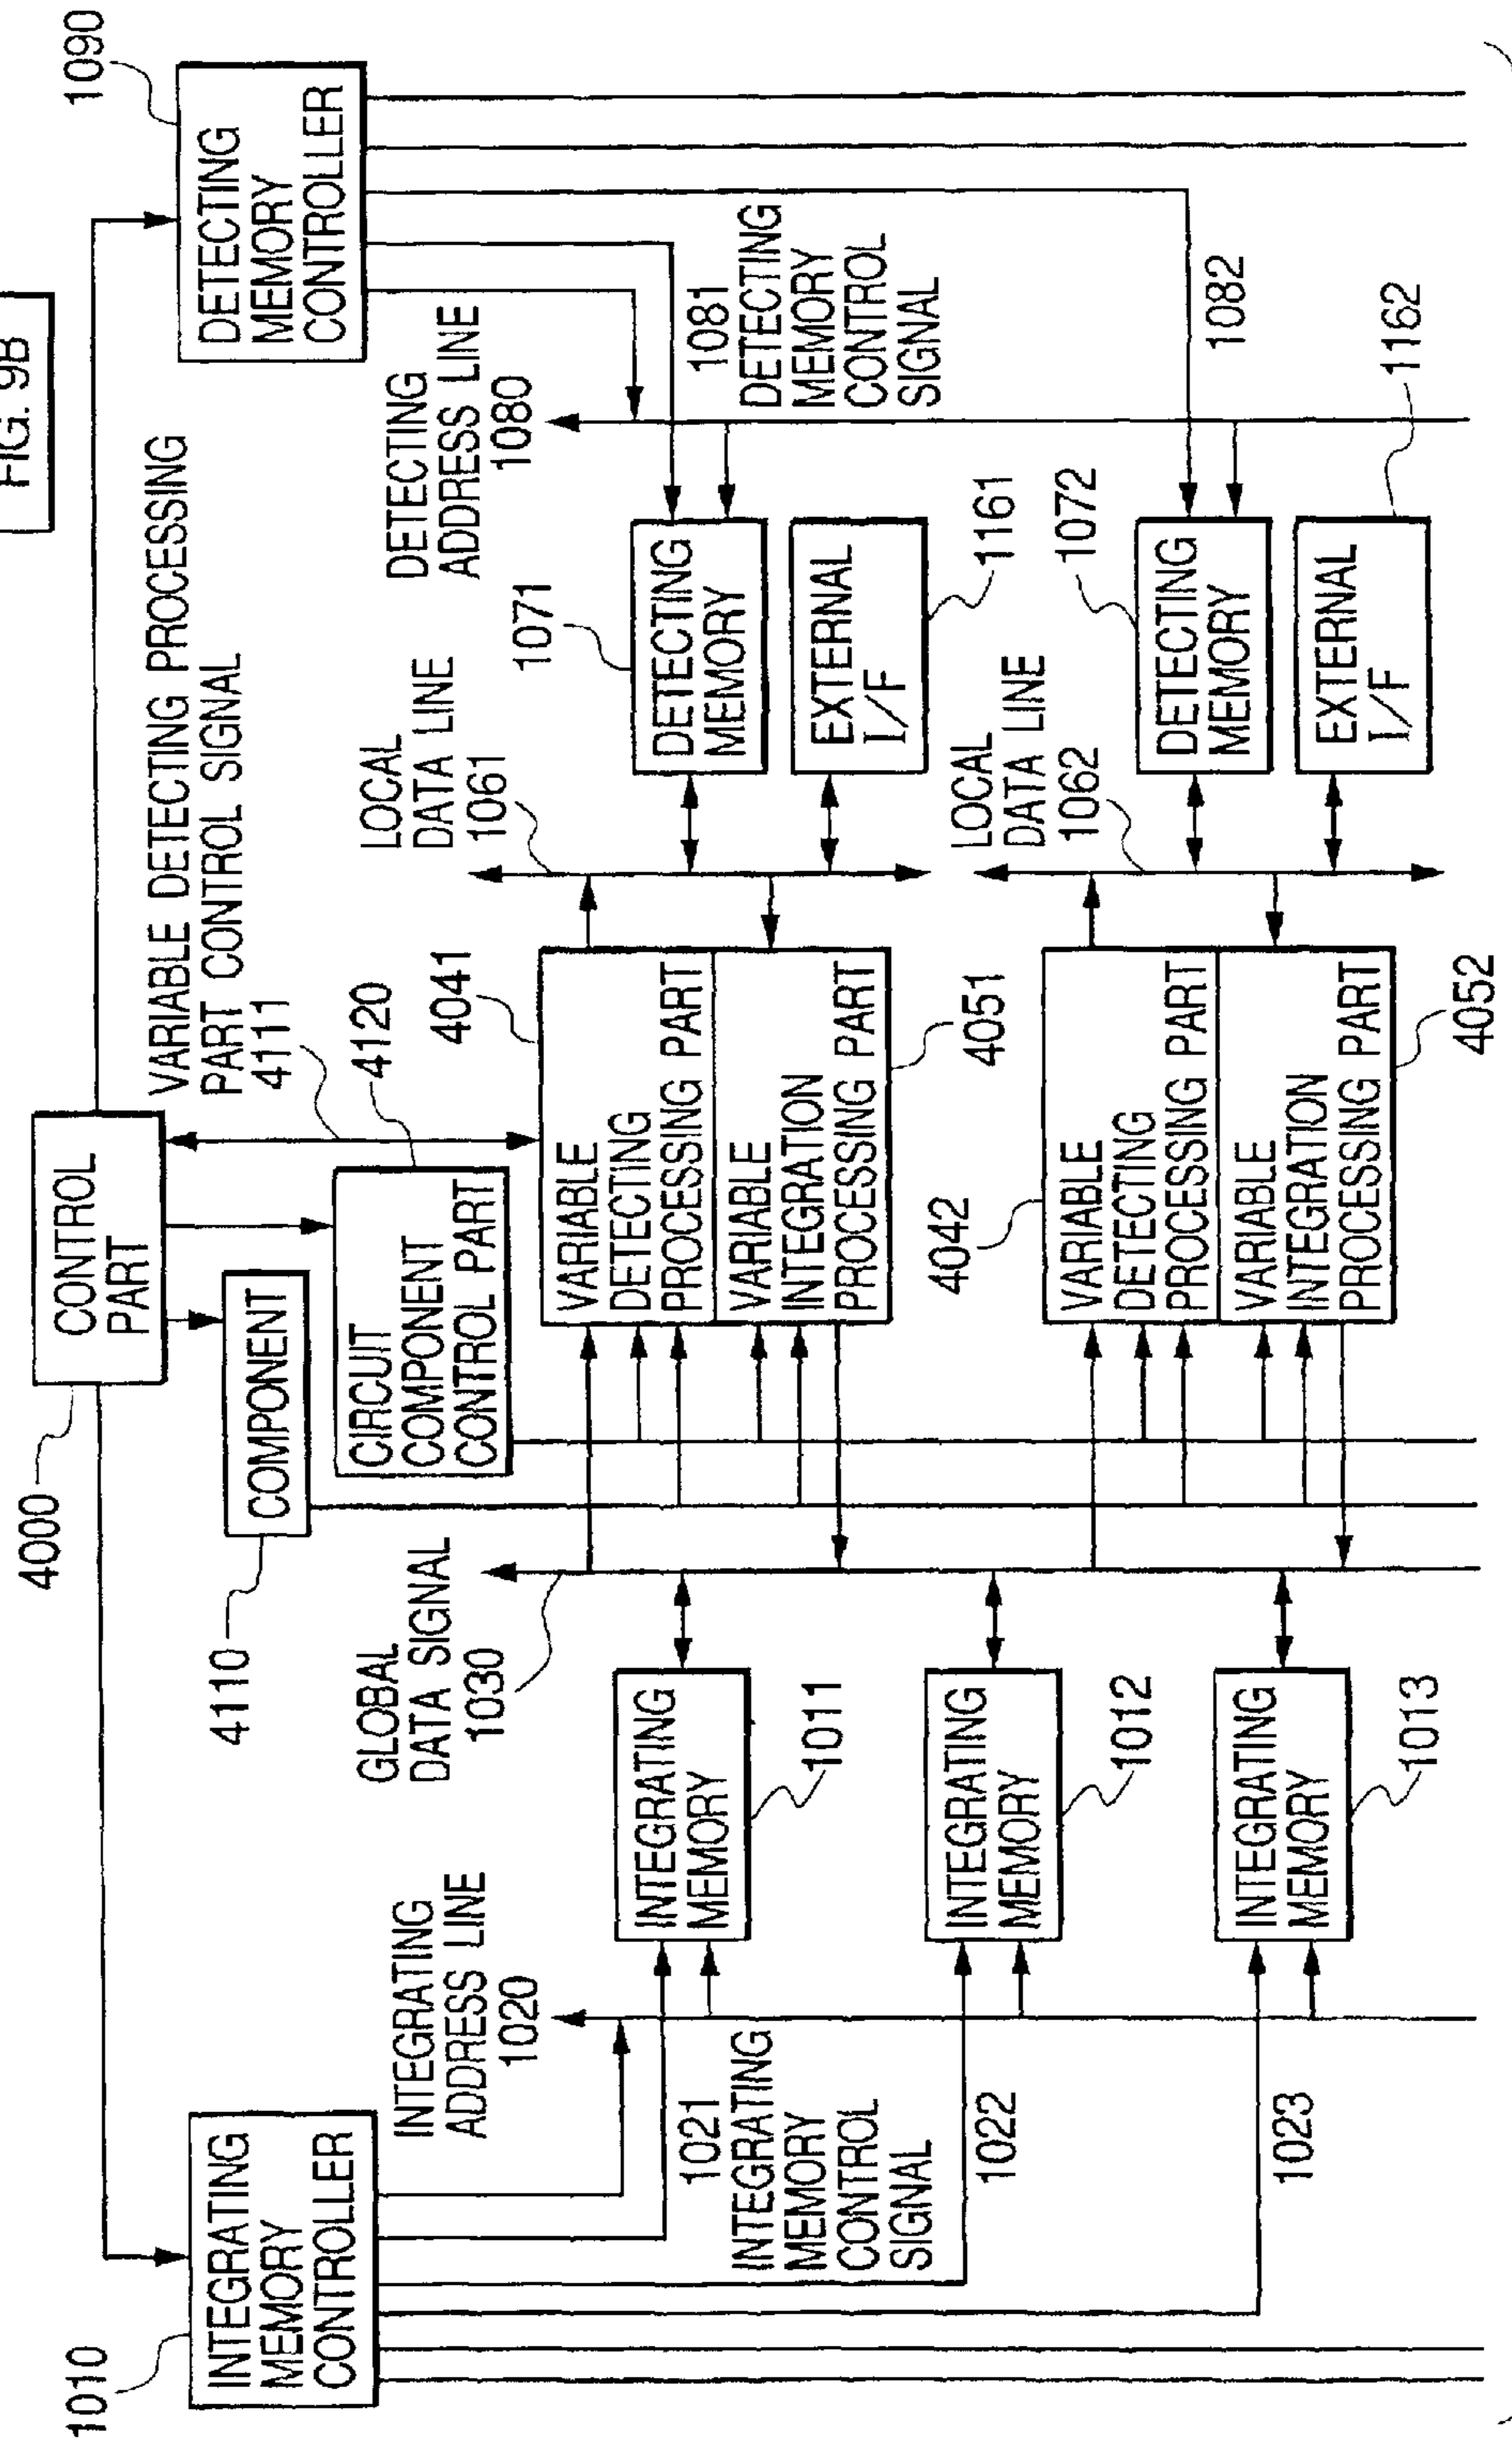 FIG. 9B
4000
CONTROL
PART
VARIABLE DETECTING PROCESSING
PART CONTROL SIGNAL
4111
1010
INTEGRATING
MEMORY
CONTROLLER
4110
COMPONENT
4120
CIRCUIT
COMPONENT
CONTROL PART
1090
DETECTING
MEMORY
CONTROLLER
INTEGRATING
ADDRESS LINE
1020
GLOBAL
DATA SIGNAL
1030
LOCAL
DATA LINE
1061
DETECTING
ADDRESS LINE
1080
1021
INTEGRATING
MEMORY
CONTROL
SIGNAL
INTEGRATING
MEMORY
1011
4041
VARIABLE
DETECTING
PROCESSING PART
VARIABLE
INTEGRATION
PROCESSING PART
4051
1071
DETECTING
MEMORY
EXTERNAL
I/F
1161
1081
DETECTING
MEMORY
CONTROL
SIGNAL
1022
INTEGRATING
MEMORY
1012
4042
VARIABLE
DETECTING
PROCESSING PART
VARIABLE
INTEGRATION
PROCESSING PART
4052
LOCAL
DATA LINE
1062
1072
DETECTING
MEMORY
EXTERNAL
I/F
1162
1082
1023
INTEGRATING
MEMORY
1013